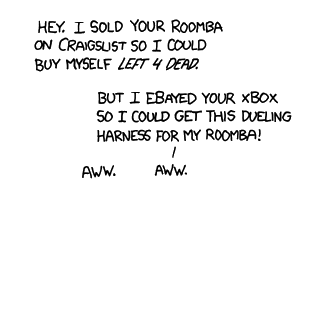 HEY. I SOLD YOUR ROOMBA
ON CRAIGSLIST SO I COULD
BUY MYSELF LEFT 4 DEAD.
BUT I EBAYED YOUR XBOX
SO I COULD GET THIS DUELING
HARNESS FOR MY ROOMBA!
AWW. AWW.